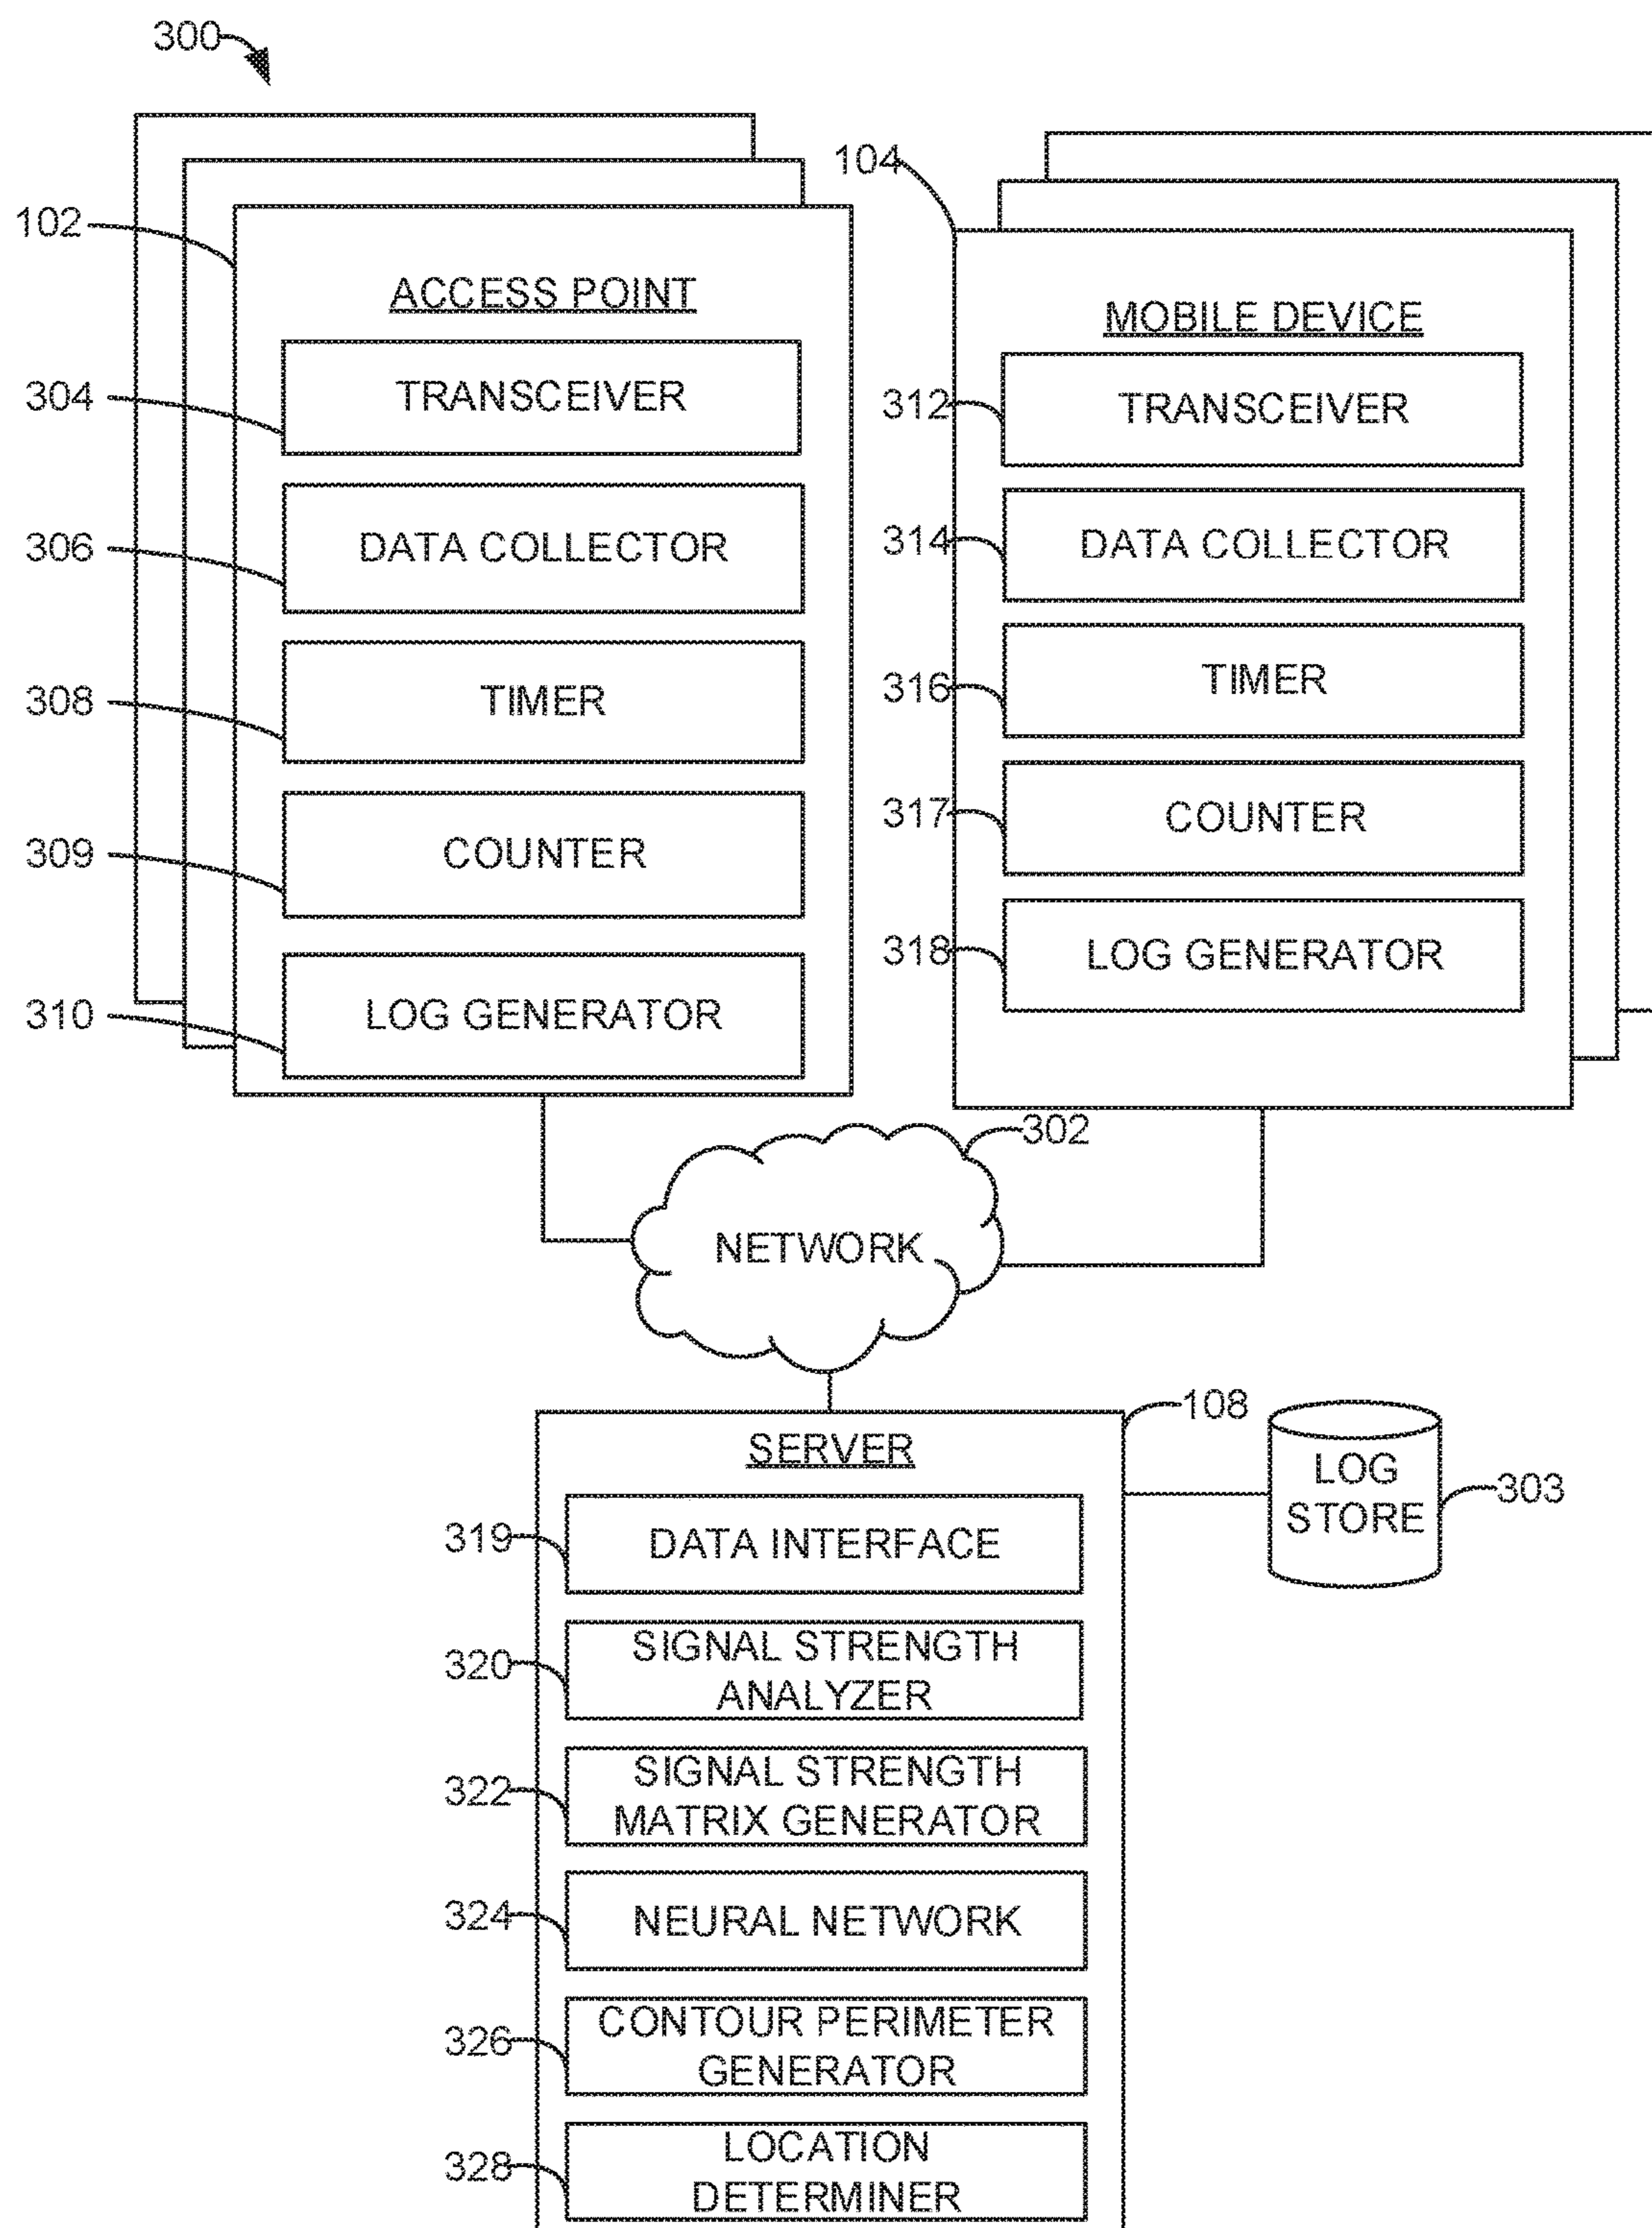 300
102
ACCESS POINT
304
TRANSCEIVER
306
DATA COLLECTOR
308
TIMER
309
COUNTER
310
LOG GENERATOR
104
MOBILE DEVICE
312
TRANSCEIVER
314
DATA COLLECTOR
316
TIMER
317
COUNTER
318
LOG GENERATOR
302
NETWORK
108
SERVER
LOG
STORE
303
319
DATA INTERFACE
320
SIGNAL STRENGTH
ANALYZER
322
SIGNAL STRENGTH
MATRIX GENERATOR
324
NEURAL NETWORK
326
CONTOUR PERIMETER
GENERATOR
328
LOCATION
DETERMINER